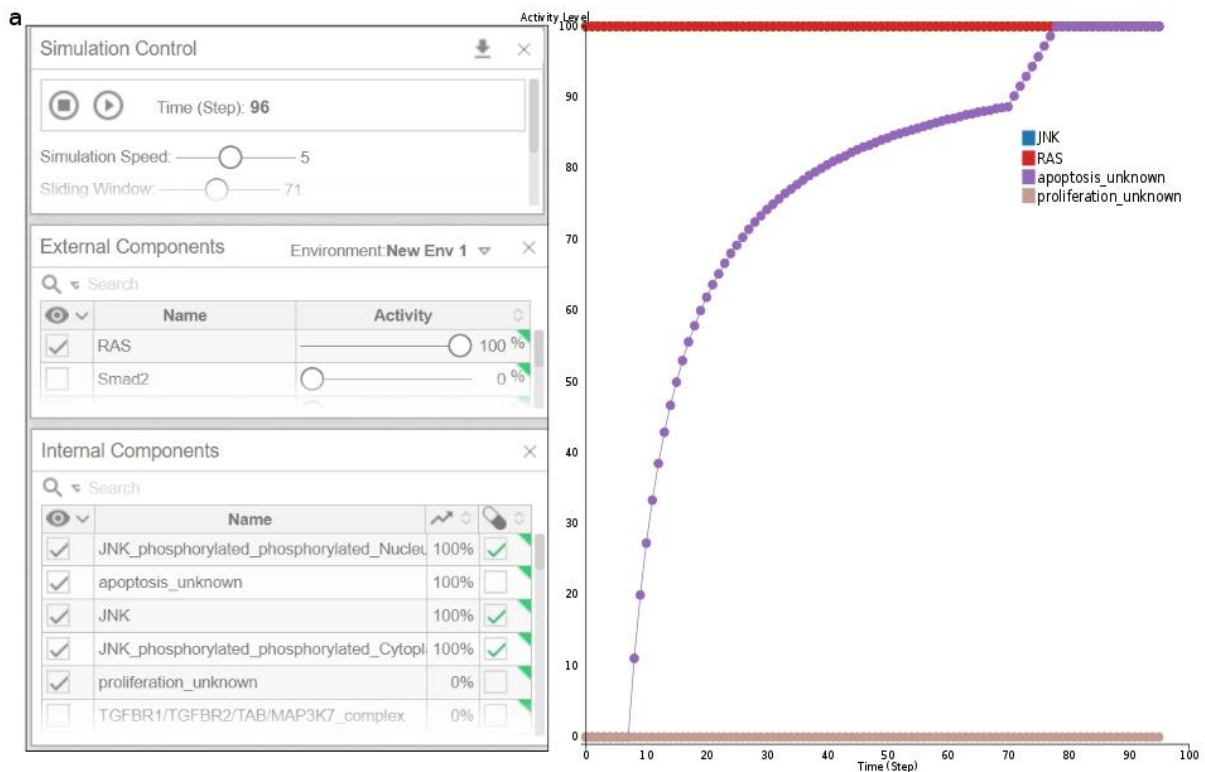 a
Simulation Control
Time (Step): 96
Simulation Speed: 5
Sliding Window: 71
External Components Environment:New Env 1
Search
Name Activity
RAS 100 %
Smad2 0 %
Internal Components
Search
Name
JNK_phosphorylated_phosphorylated_Nucleu 100%
apoptosis_unknown 100%
JNK 100%
JNK_phosphorylated_phosphorylated_Cytopl 100%
proliferation_unknown 0%
TGFBR1/TGFBR2/TAB/MAP3K7_complex 0%
Activity Level
100
90
80
70
60
50
40
30
20
10
0
JNK
RAS
apoptosis_unknown
proliferation_unknown
0 10 20 30 40 50 60 70 80 90 100
Time (Step)